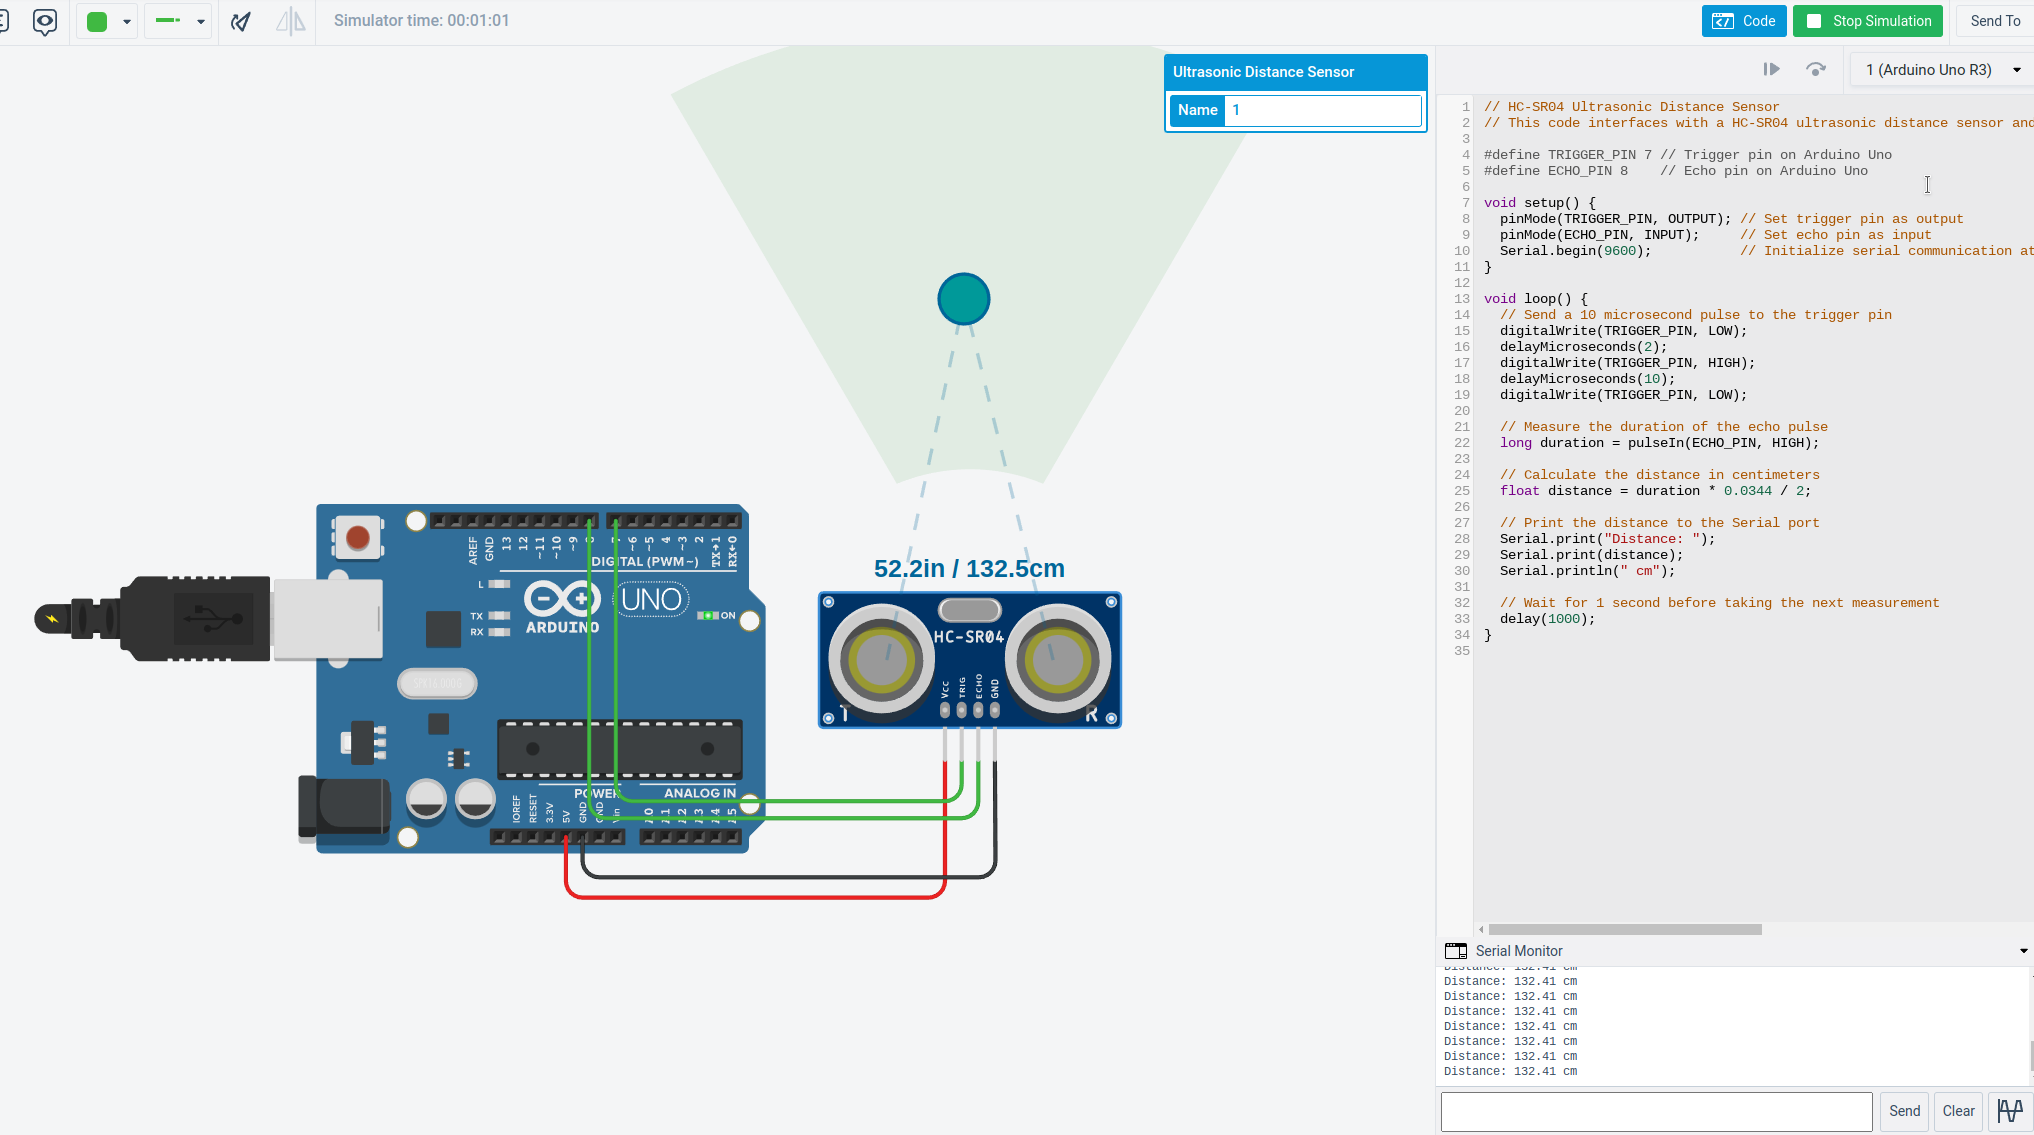 Simulator time: 00:01:01
Code
Stop Simulation
Send To
Ultrasonic Distance Sensor
Name 1
1 (Arduino Uno R3)
1 // HC-SR04 Ultrasonic Distance Sensor
2 // This code interfaces with a HC-SR04 ultrasonic distance sensor and
3
4 #define TRIGGER_PIN 7 // Trigger pin on Arduino Uno
5 #define ECHO_PIN 8    // Echo pin on Arduino Uno
6
7 void setup() {
8   pinMode(TRIGGER_PIN, OUTPUT); // Set trigger pin as output
9   pinMode(ECHO_PIN, INPUT);     // Set echo pin as input
10   Serial.begin(9600);           // Initialize serial communication at
11 }
12
13 void loop() {
14   // Send a 10 microsecond pulse to the trigger pin
15   digitalWrite(TRIGGER_PIN, LOW);
16   delayMicroseconds(2);
17   digitalWrite(TRIGGER_PIN, HIGH);
18   delayMicroseconds(10);
19   digitalWrite(TRIGGER_PIN, LOW);
20
21   // Measure the duration of the echo pulse
22   long duration = pulseIn(ECHO_PIN, HIGH);
23
24   // Calculate the distance in centimeters
25   float distance = duration * 0.0344 / 2;
26
27   // Print the distance to the Serial port
28   Serial.print("Distance: ");
29   Serial.print(distance);
30   Serial.println(" cm");
31
32   // Wait for 1 second before taking the next measurement
33   delay(1000);
34 }
35
52.2in / 132.5cm
HC-SR04
Vcc TRIG ECHO GND
T R
AREF GND 13 12 ~11 ~10 ~9 8 7 ~6 ~5 4 ~3 2 TX→1 RX←0
DIGITAL (PWM~)
L
TX
RX
ARDUINO
UNO
ON
POWER
ANALOG IN
IOREF RESET 3.3V 5V GND GND Vin
Serial Monitor
Distance: 132.41 cm
Distance: 132.41 cm
Distance: 132.41 cm
Distance: 132.41 cm
Distance: 132.41 cm
Distance: 132.41 cm
Distance: 132.41 cm
Distance: 132.41 cm
Send
Clear